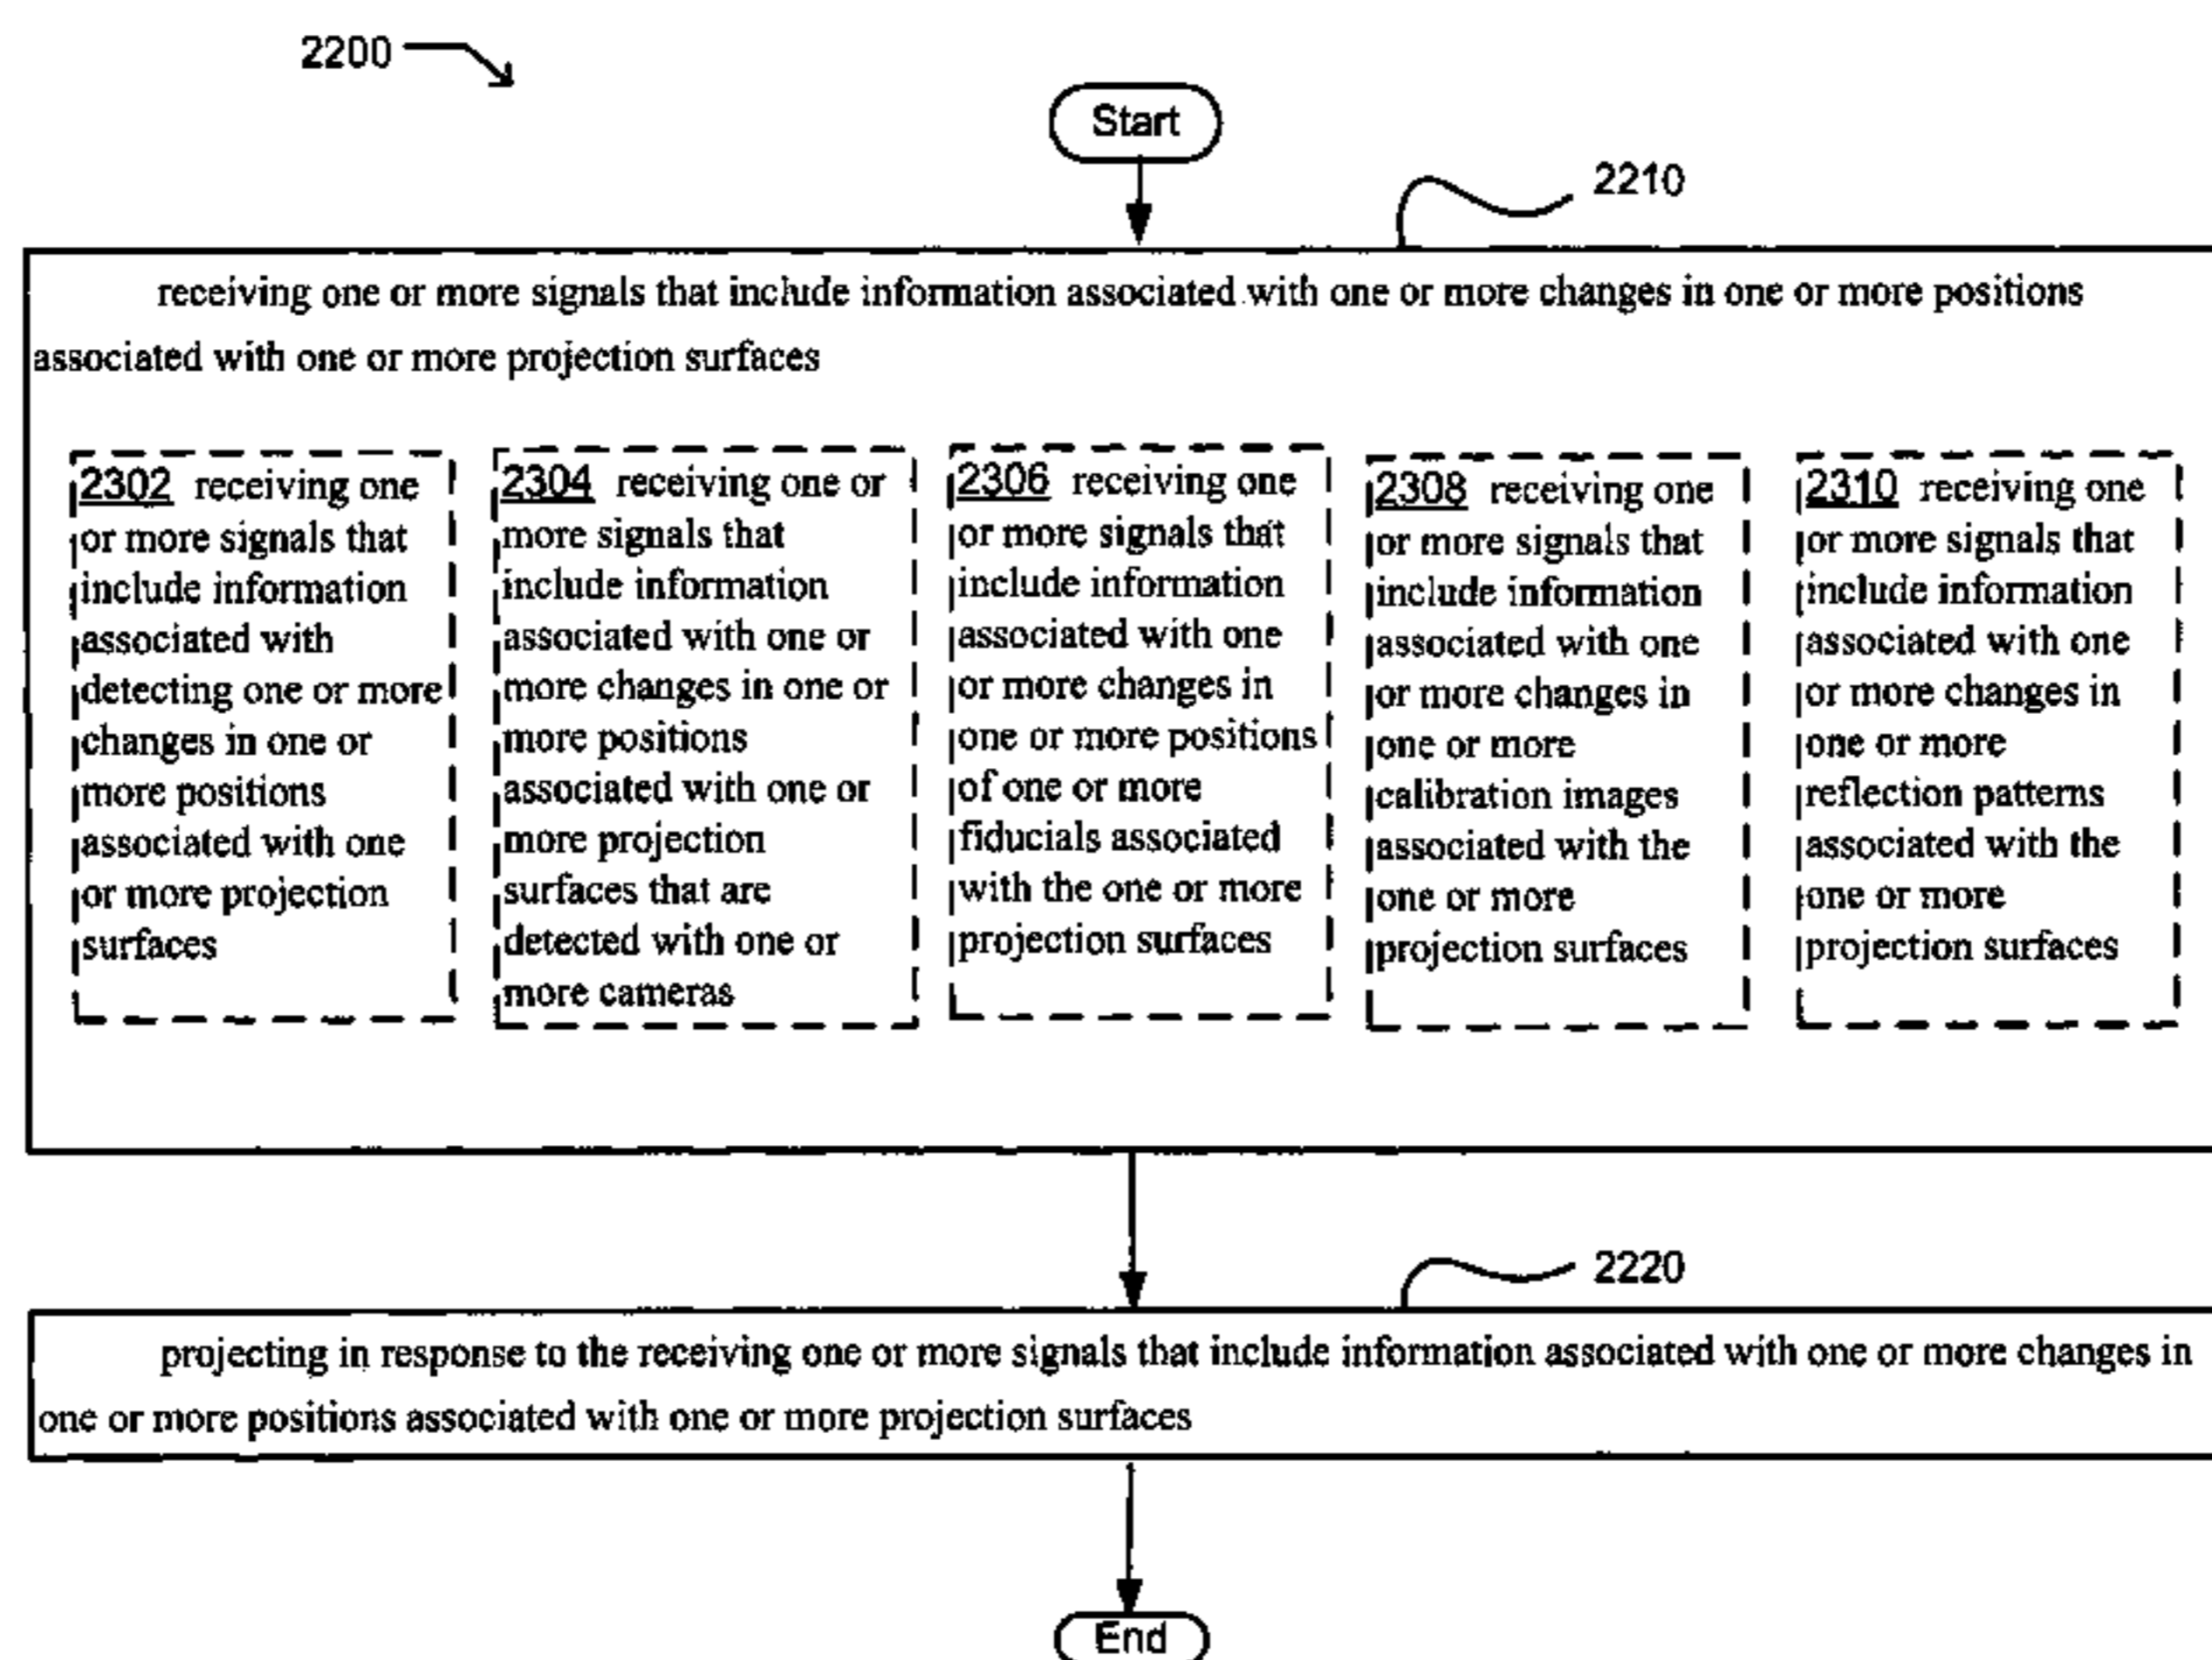 2200
Start
2210
receiving one or more signals that include information associated with one or more changes in one or more positions
associated with one or more projection surfaces
2302 receiving one
or more signals that
include information
associated with
detecting one or more
changes in one or
more positions
associated with one
or more projection
surfaces
2304 receiving one or
more signals that
include information
associated with one or
more changes in one or
more positions
associated with one or
more projection
surfaces that are
detected with one or
more cameras
2306 receiving one
or more signals that
include information
associated with one
or more changes in
one or more positions
of one or more
fiducials associated
with the one or more
projection surfaces
2308 receiving one
or more signals that
include information
associated with one
or more changes in
one or more
calibration images
associated with the
one or more
projection surfaces
2310 receiving one
or more signals that
include information
associated with one
or more changes in
one or more
reflection patterns
associated with the
one or more
projection surfaces
2220
projecting in response to the receiving one or more signals that include information associated with one or more changes in
one or more positions associated with one or more projection surfaces
End